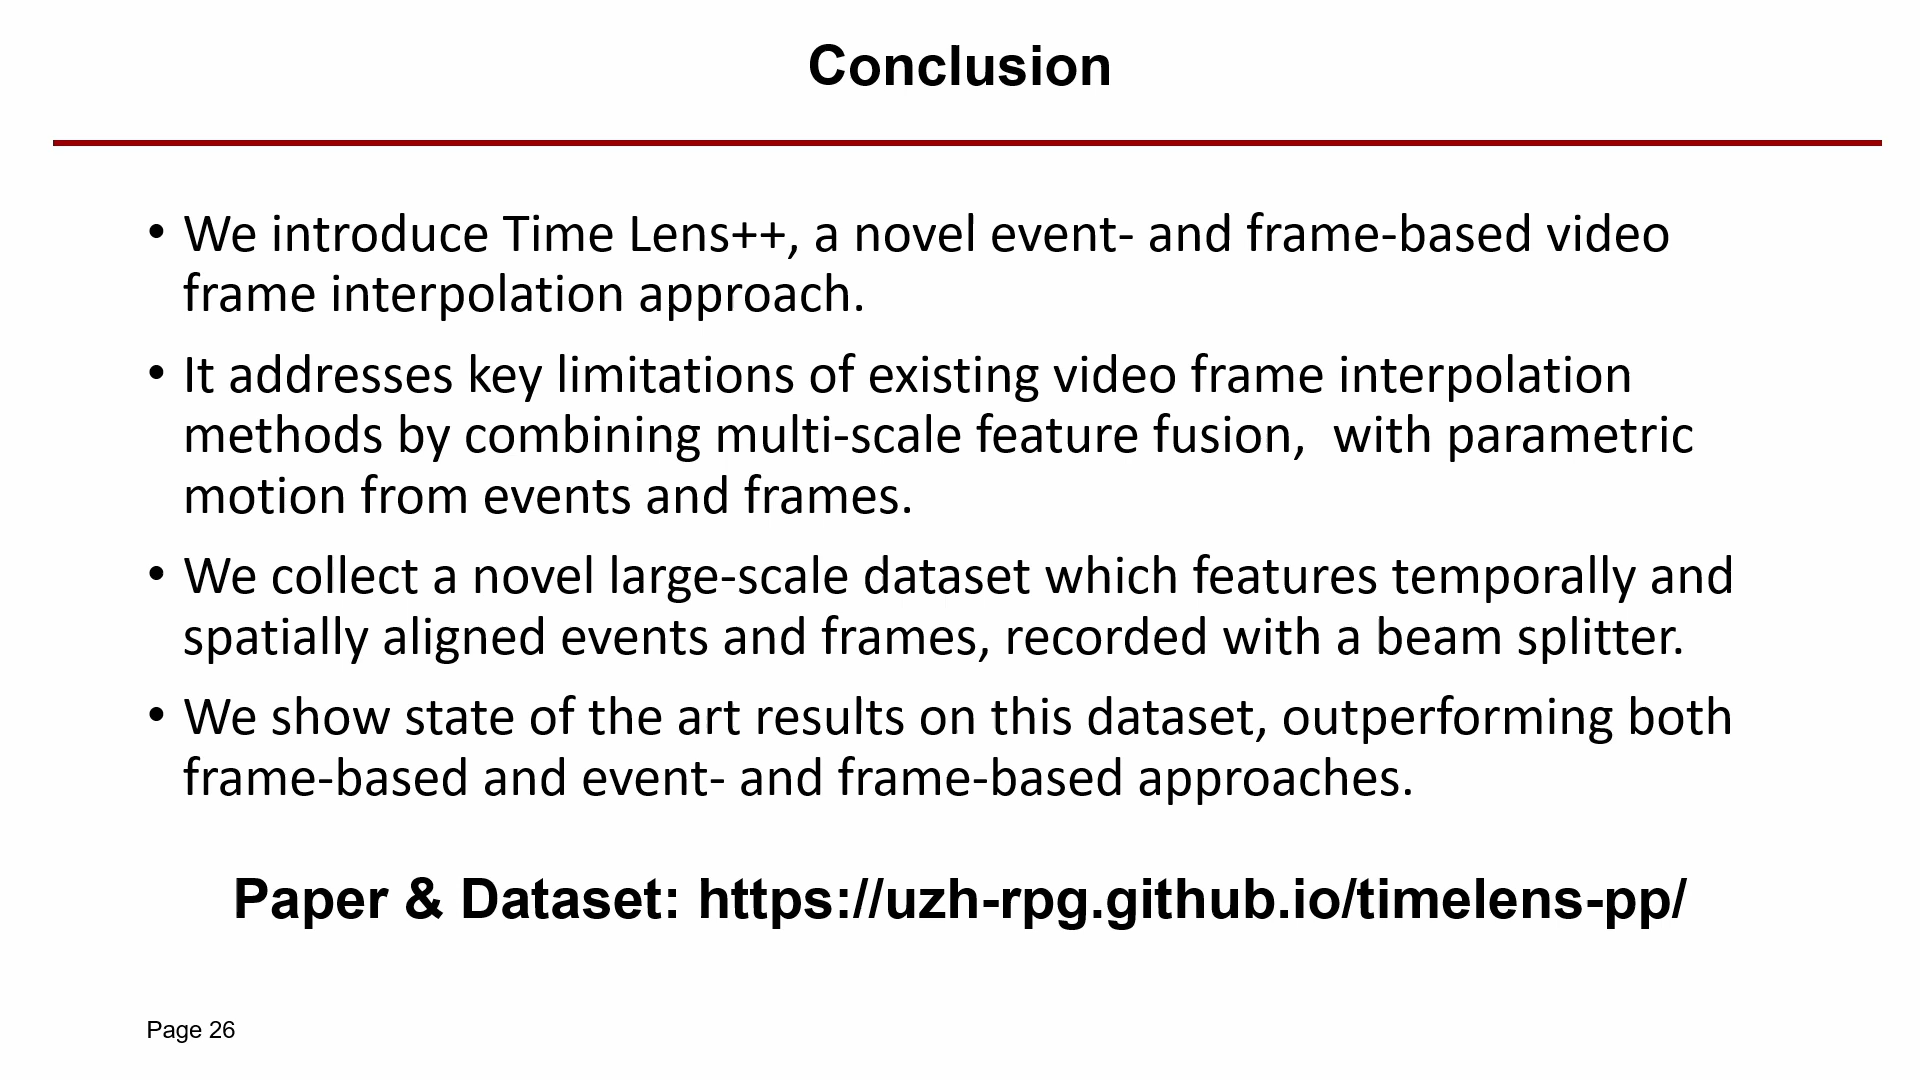 Conclusion
• We introduce Time Lens++, a novel event- and frame-based video
frame interpolation approach.
• It addresses key limitations of existing video frame interpolation
methods by combining multi-scale feature fusion,  with parametric
motion from events and frames.
• We collect a novel large-scale dataset which features temporally and
spatially aligned events and frames, recorded with a beam splitter.
• We show state of the art results on this dataset, outperforming both
frame-based and event- and frame-based approaches.
Paper & Dataset: https://uzh-rpg.github.io/timelens-pp/
Page 26